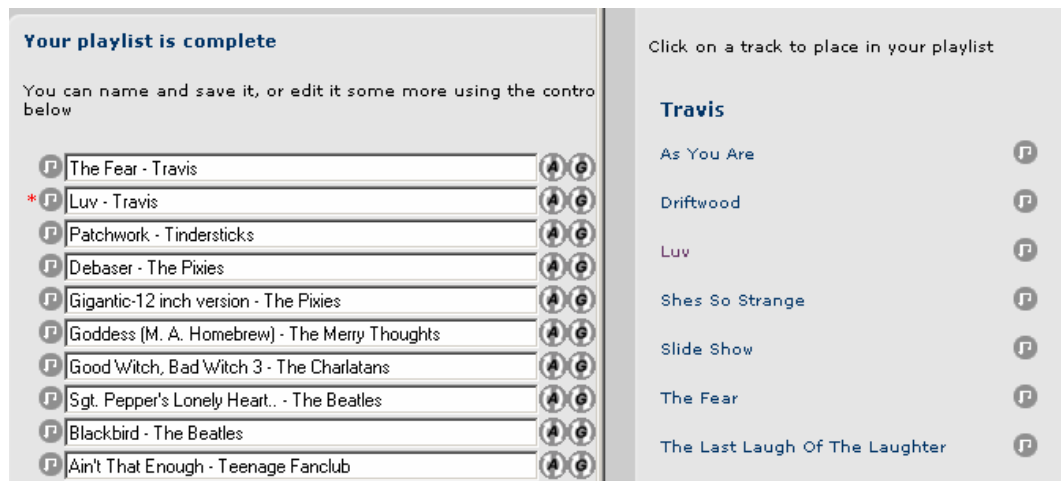 Your playlist is complete
You can name and save it, or edit it some more using the contro
below
The Fear - Travis A G
* Luv - Travis A G
Patchwork - Tindersticks A G
Debaser - The Pixies A G
Gigantic-12 inch version - The Pixies A G
Goddess (M. A. Homebrew) - The Merry Thoughts A G
Good Witch, Bad Witch 3 - The Charlatans A G
Sgt. Pepper's Lonely Heart.. - The Beatles A G
Blackbird - The Beatles A G
Ain't That Enough - Teenage Fanclub A G
Click on a track to place in your playlist
Travis
As You Are
Driftwood
Luv
Shes So Strange
Slide Show
The Fear
The Last Laugh Of The Laughter